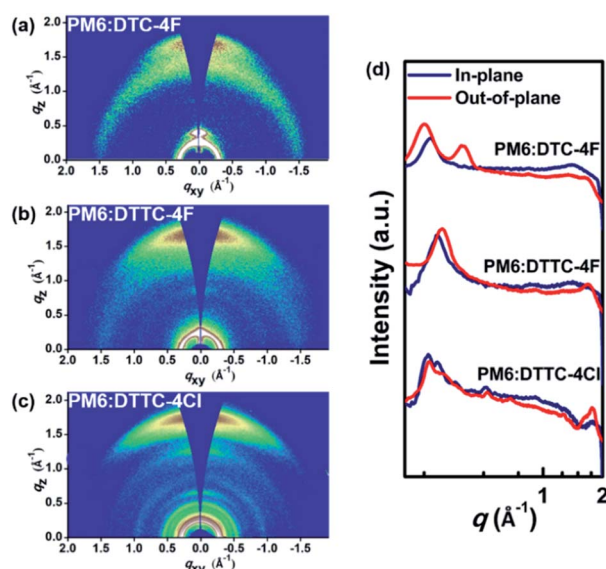 (a)
PM6:DTC-4F
2.0
1.5
1.0
0.5
0.0
qz (Å-1)
2.0 1.5 1.0 0.5 0.0 -0.5 -1.0 -1.5
qxy (Å-1)
(b)
PM6:DTTC-4F
2.0
1.5
1.0
0.5
0.0
qz (Å-1)
2.0 1.5 1.0 0.5 0.0 -0.5 -1.0 -1.5
qxy (Å-1)
(c)
PM6:DTTC-4Cl
2.0
1.5
1.0
0.5
0.0
qz (Å-1)
2.0 1.5 1.0 0.5 0.0 -0.5 -1.0 -1.5
qxy (Å-1)
(d)
In-plane
Out-of-plane
PM6:DTC-4F
PM6:DTTC-4F
PM6:DTTC-4Cl
Intensity (a.u.)
1 2
q (Å-1)